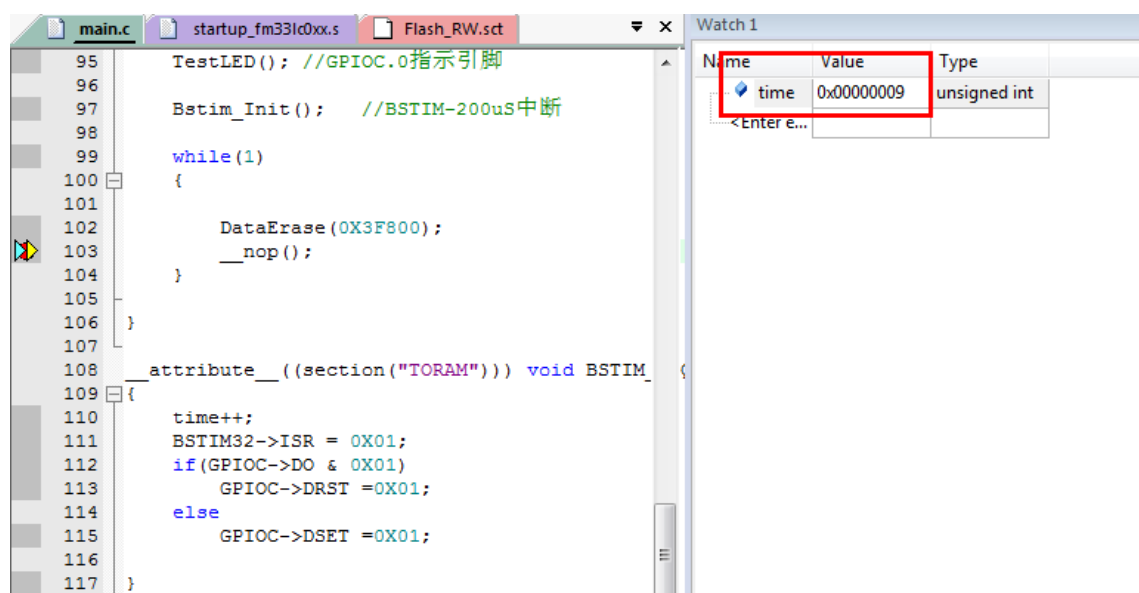 main.c startup_fm33lc0xx.s Flash_RW.sct
95 TestLED(); //GPIOC.0指示引脚
96
97 Bstim_Init(); //BSTIM-200uS中断
98
99 while(1)
100 {
101
102 DataErase(0X3F800);
103 __nop();
104 }
105
106 }
107
108 __attribute__((section("TORAM"))) void BSTIM_
109 {
110 time++;
111 BSTIM32->ISR = 0X01;
112 if(GPIOC->DO & 0X01)
113 GPIOC->DRST =0X01;
114 else
115 GPIOC->DSET =0X01;
116
117 }
Watch 1
Name Value Type
time 0x00000009 unsigned int
<Enter e...